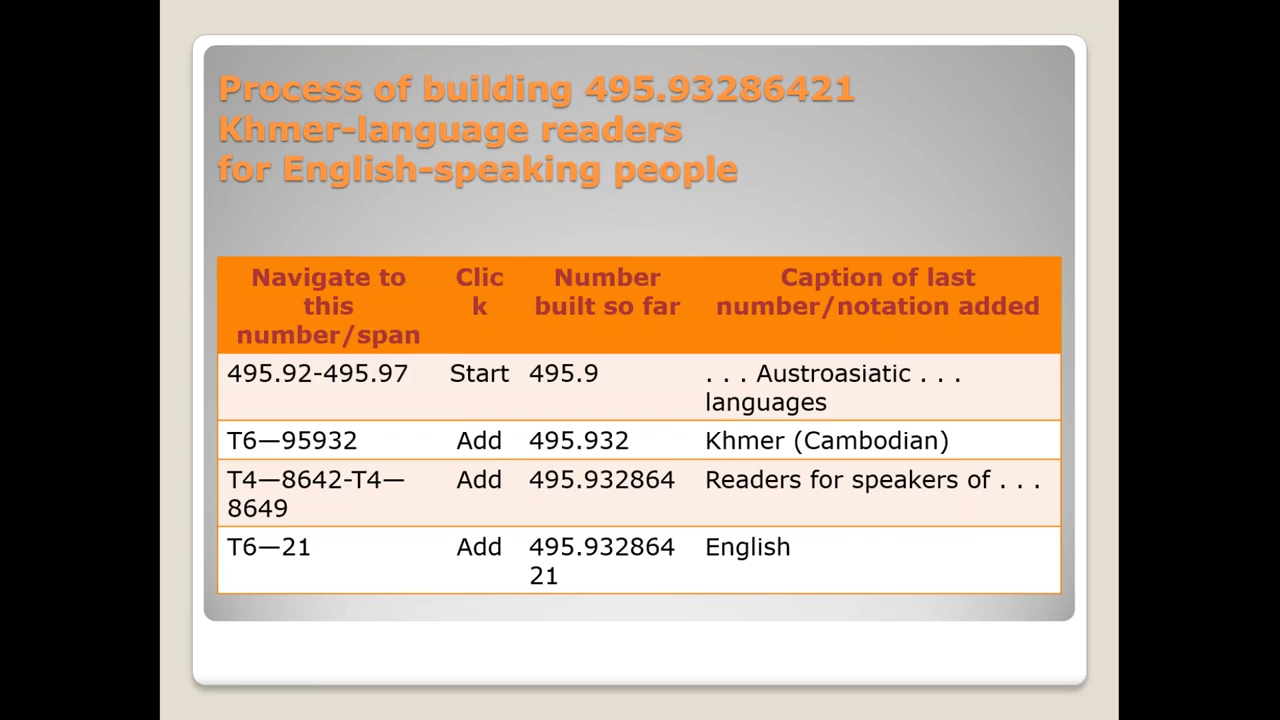 Process of building 495.93286421
Khmer-language readers
for English-speaking people
Navigate to
this
number/span
Clic
k
Number
built so far
Caption of last
number/notation added
495.92-495.97
Start
495.9
. . . Austroasiatic . . .
languages
T6—95932
Add
495.932
Khmer (Cambodian)
T4—8642-T4—
8649
Add
495.932864
Readers for speakers of . . .
T6—21
Add
495.932864
21
English